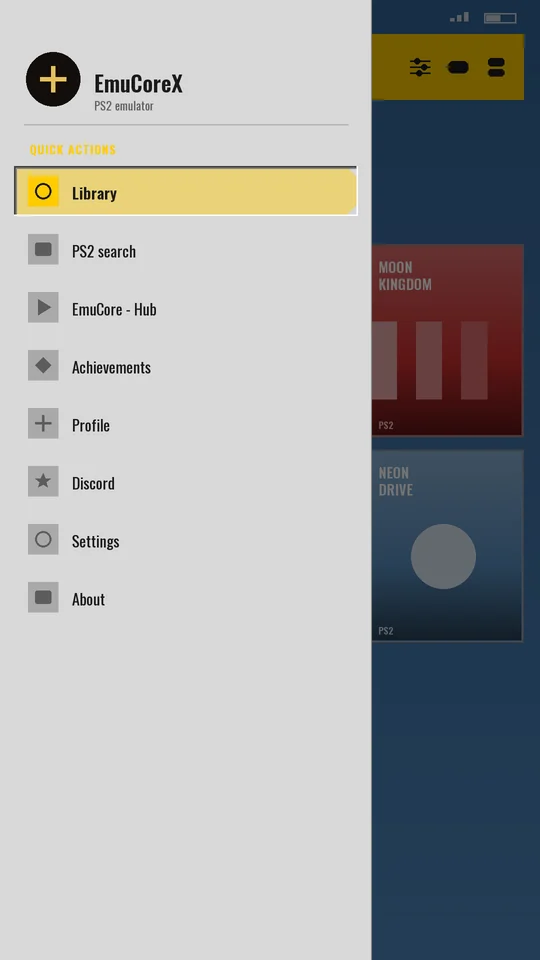 EmuCoreX
PS2 emulator
QUICK ACTIONS
Library
PS2 search
EmuCore - Hub
Achievements
Profile
Discord
Settings
About
MOON
KINGDOM
PS2
NEON
DRIVE
PS2